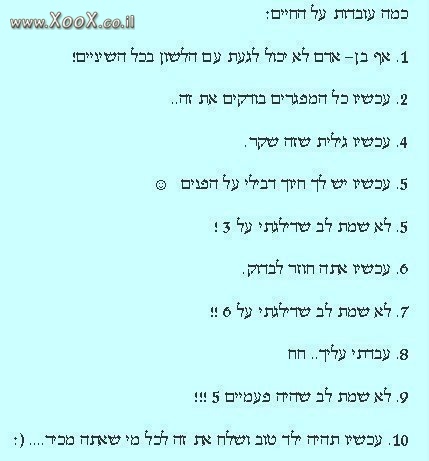 www.XooX.co.il
כמה עובדות על החיים:
1. אף בן-אדם לא יכול לגעת עם הלשון בכל השיניים!
2. עכשיו כל המפגרים בודקים את זה..
4. עכשיו גילית שזה שקר.
5. עכשיו יש לך חיוך דבילי על הפנים ☺
5. לא שמת לב שדילגתי על 3 !
6. עכשיו אתה חוזר לבדוק.
7. לא שמת לב שדילגתי על 6 !!
8. עבדתי עליך.. חח
9. לא שמת לב שהיה פעמיים 5 !!!
10. עכשיו תהיה ילד טוב ושלח את זה לכל מי שאתה מכיר.... (: